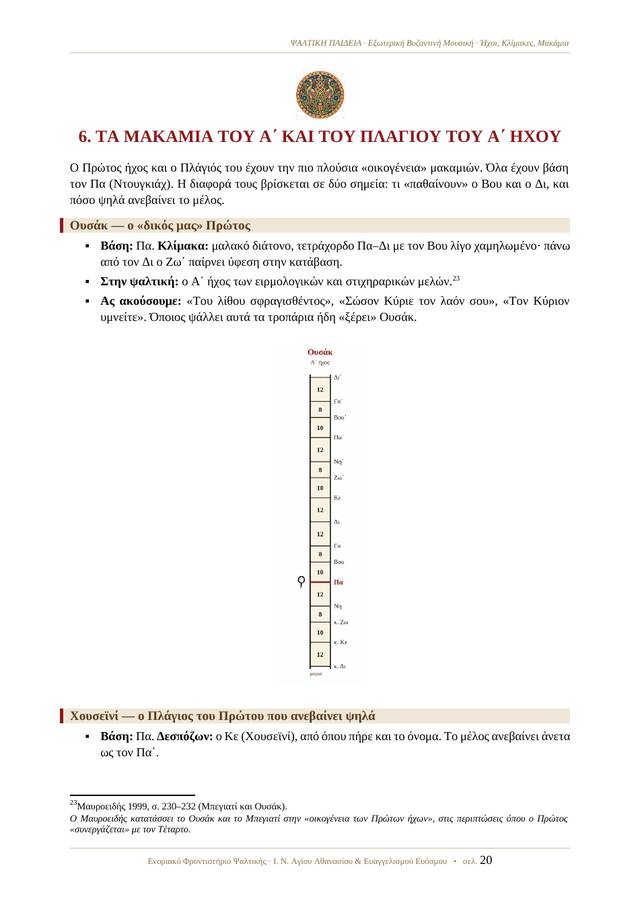 ΨΑΛΤΙΚΗ ΠΑΙΔΕΙΑ · Εξωτερική Βυζαντινή Μουσική · Ήχοι, Κλίμακες, Μακάμια
6. ΤΑ ΜΑΚΑΜΙΑ ΤΟΥ Α΄ ΚΑΙ ΤΟΥ ΠΛΑΓΙΟΥ ΤΟΥ Α΄ ΗΧΟΥ
Ο Πρώτος ήχος και ο Πλάγιός του έχουν την πιο πλούσια «οικογένεια» μακαμιών. Όλα έχουν βάση
τον Πα (Ντουγκιάχ). Η διαφορά τους βρίσκεται σε δύο σημεία: τι «παθαίνουν» ο Βου και ο Δι, και
πόσο ψηλά ανεβαίνει το μέλος.
Ουσάκ — ο «δικός μας» Πρώτος
▪ Βάση: Πα. Κλίμακα: μαλακό διάτονο, τετράχορδο Πα–Δι με τον Βου λίγο χαμηλωμένο· πάνω
από τον Δι ο Ζω΄ παίρνει ύφεση στην κατάβαση.
▪ Στην ψαλτική: ο Α΄ ήχος των ειρμολογικών και στιχηραρικών μελών.23
▪ Ας ακούσουμε: «Του λίθου σφραγισθέντος», «Σώσον Κύριε τον λαόν σου», «Τον Κύριον
υμνείτε». Όποιος ψάλλει αυτά τα τροπάρια ήδη «ξέρει» Ουσάκ.
Ουσάκ
Α΄ ήχος
Δι΄
12
Γα΄
8
Βου΄
10
Πα΄
12
Νη΄
8
Ζω΄
10
Κε
12
Δι
12
Γα
8
Βου
10
Πα
12
Νη
8
κ. Ζω
10
κ. Κε
12
κ. Δι
μόρια
Χουσεϊνί — ο Πλάγιος του Πρώτου που ανεβαίνει ψηλά
▪ Βάση: Πα. Δεσπόζων: ο Κε (Χουσεϊνί), από όπου πήρε και το όνομα. Το μέλος ανεβαίνει άνετα
ως τον Πα΄.
23Μαυροειδής 1999, σ. 230–232 (Μπεγιατί και Ουσάκ).
Ο Μαυροειδής κατατάσσει το Ουσάκ και το Μπεγιατί στην «οικογένεια των Πρώτων ήχων», στις περιπτώσεις όπου ο Πρώτος
«συνεργάζεται» με τον Τέταρτο.
Ενοριακό Φροντιστήριο Ψαλτικής · Ι. Ν. Αγίου Αθανασίου & Ευαγγελισμού Ευόσμου • σελ. 20